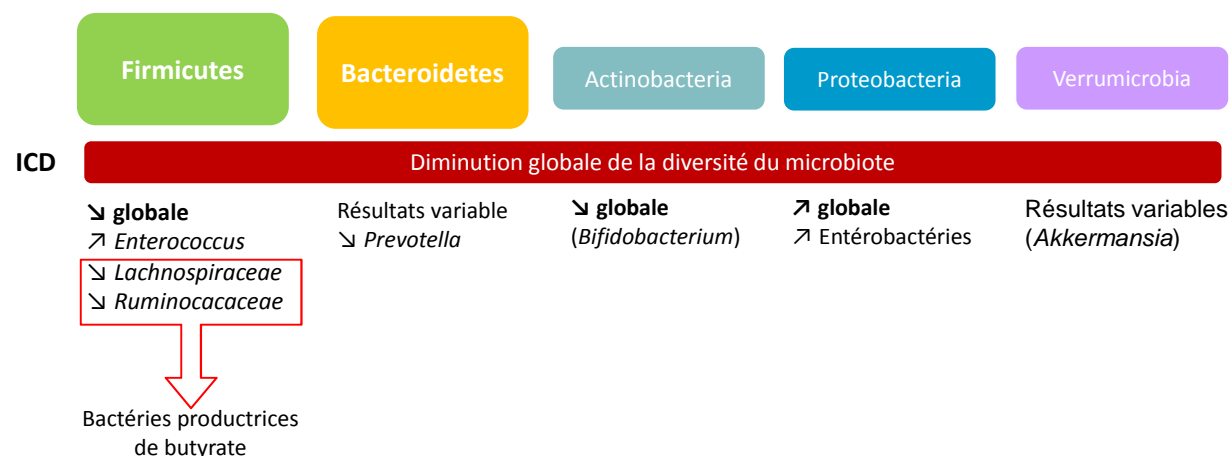 Firmicutes
Bacteroidetes
Actinobacteria
Proteobacteria
Verrumicrobia
ICD
Diminution globale de la diversité du microbiote
↘ globale
↗ Enterococcus
↘ Lachnospiraceae
↘ Ruminocacaceae
Bactéries productrices
de butyrate
Résultats variable
↘ Prevotella
↘ globale
(Bifidobacterium)
↗ globale
↗ Entérobactéries
Résultats variables
(Akkermansia)